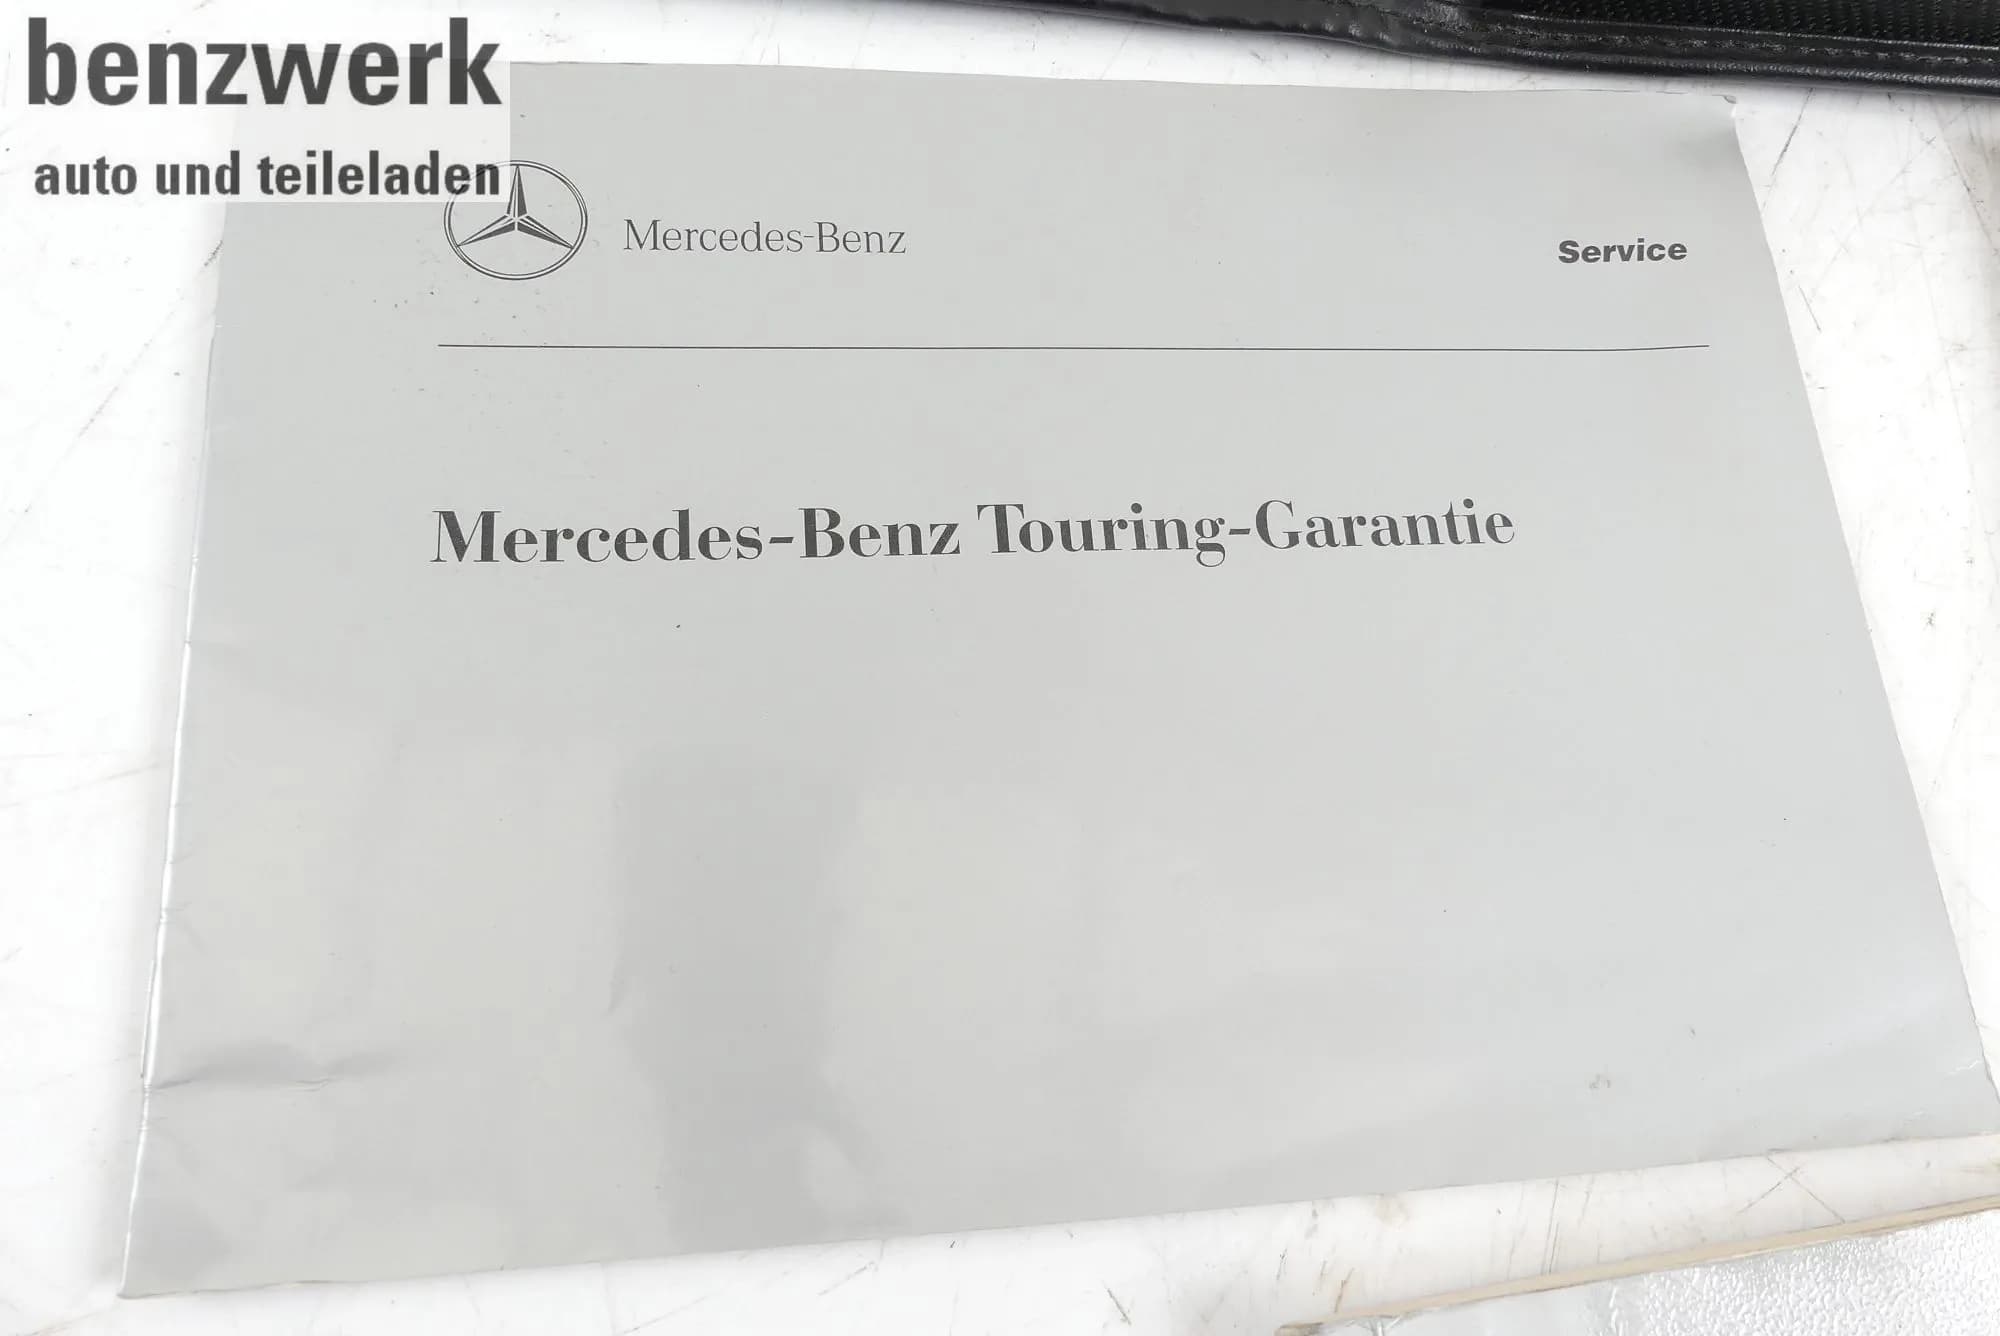 benzwerk
auto und teileladen
Mercedes-Benz
Service
Mercedes-Benz Touring-Garantie